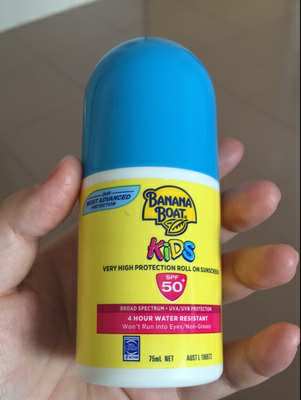 OUR
MOST ADVANCED
PROTECTION
BANANA
BOAT
KiDS
VERY HIGH PROTECTION ROLL ON SUNSCREEN
SPF
50+
BROAD SPECTRUM • UVA/UVB PROTECTION
4 HOUR WATER RESISTANT
Won't Run Into Eyes/Non-Greasy
75mL NET